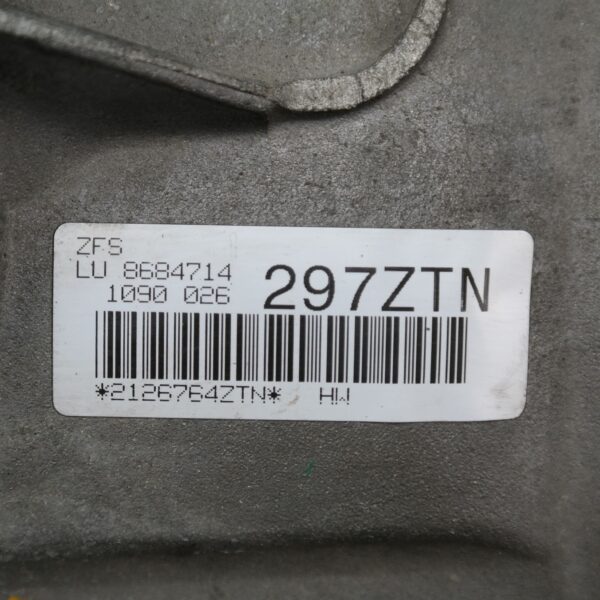 ZFS
LU 8684714
1090 026 297ZTN
*2126764ZTN* HW